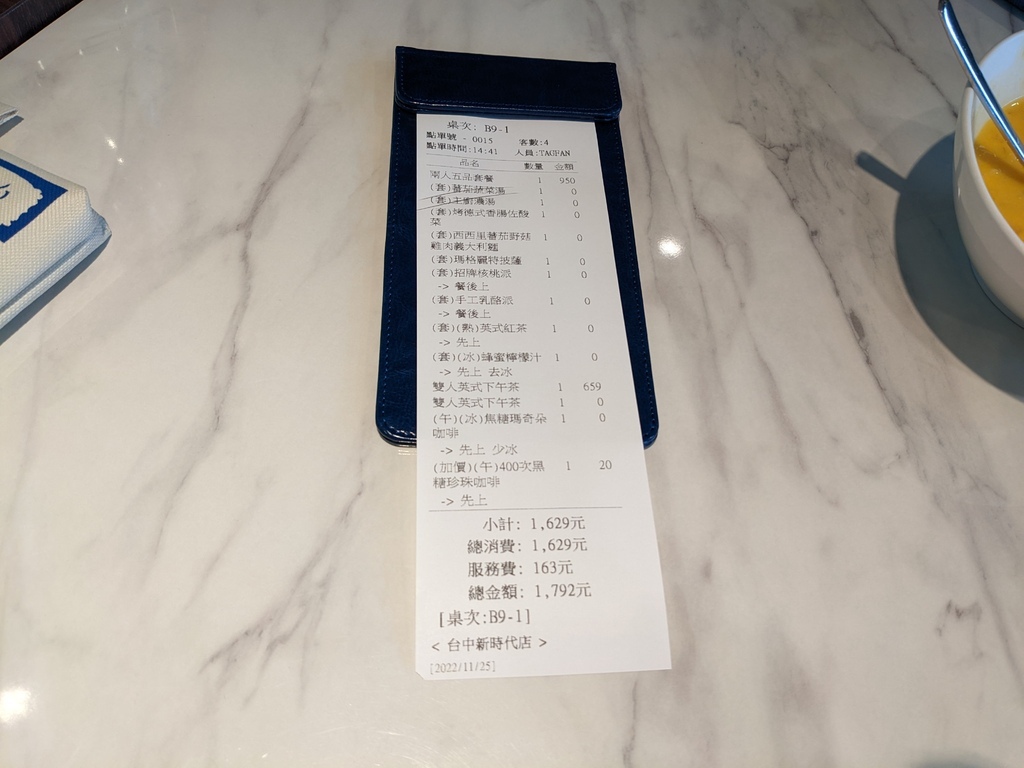 桌次: B9-1
點單號 - 0015 客數:4
點單時間:14:41 人員:TAOFAN
品名 數量 金額
兩人五品套餐 1 950
(套)蕃茄蔬菜湯 1 0
(套)主廚濃湯 1 0
(套)烤德式香腸佐酸 1 0
菜
(套)西西里蕃茄野菇 1 0
雞肉義大利麵
(套)瑪格麗特披薩 1 0
(套)招牌核桃派 1 0
-> 餐後上
(套)手工乳酪派 1 0
-> 餐後上
(套)(熱)英式紅茶 1 0
-> 先上
(套)(冰)蜂蜜檸檬汁 1 0
-> 先上 去冰
雙人英式下午茶 1 659
雙人英式下午茶 1 0
(午)(冰)焦糖瑪奇朵 1 0
咖啡
-> 先上 少冰
(加價)(午)400次黑 1 20
糖珍珠咖啡
-> 先上
小計: 1,629元
總消費: 1,629元
服務費: 163元
總金額: 1,792元
[桌次:B9-1]
< 台中新時代店 >
[2022/11/25]